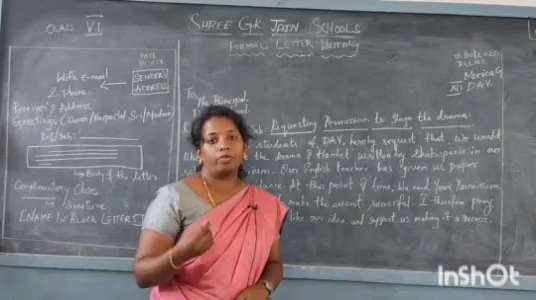 CLASS VI
SHREE GK. JAIN SCHOOLS
FORMAL LETTER WRITING
DATE
SENDER'S
ADDRESS
With e-mail
& Phone.
Receiver's Address
Greetings (Dear/Respected Sir/Madam)
Body of the letter
Complimentary Close
Signature
[NAME IN BLOCK LETTERS]
DELHI
Monica G
XII DAV.
To
The Principal,
Sub Requesting Permission to Stage the drama.
students of DAV, hereby request that we would
the drama of Hamlet written by Shakespeare in our
Our English teacher has given us proper
At this point of time, We need your Permission,
make the event successful. I therefore pray
like our idea, and support us making it a success.
InShOt